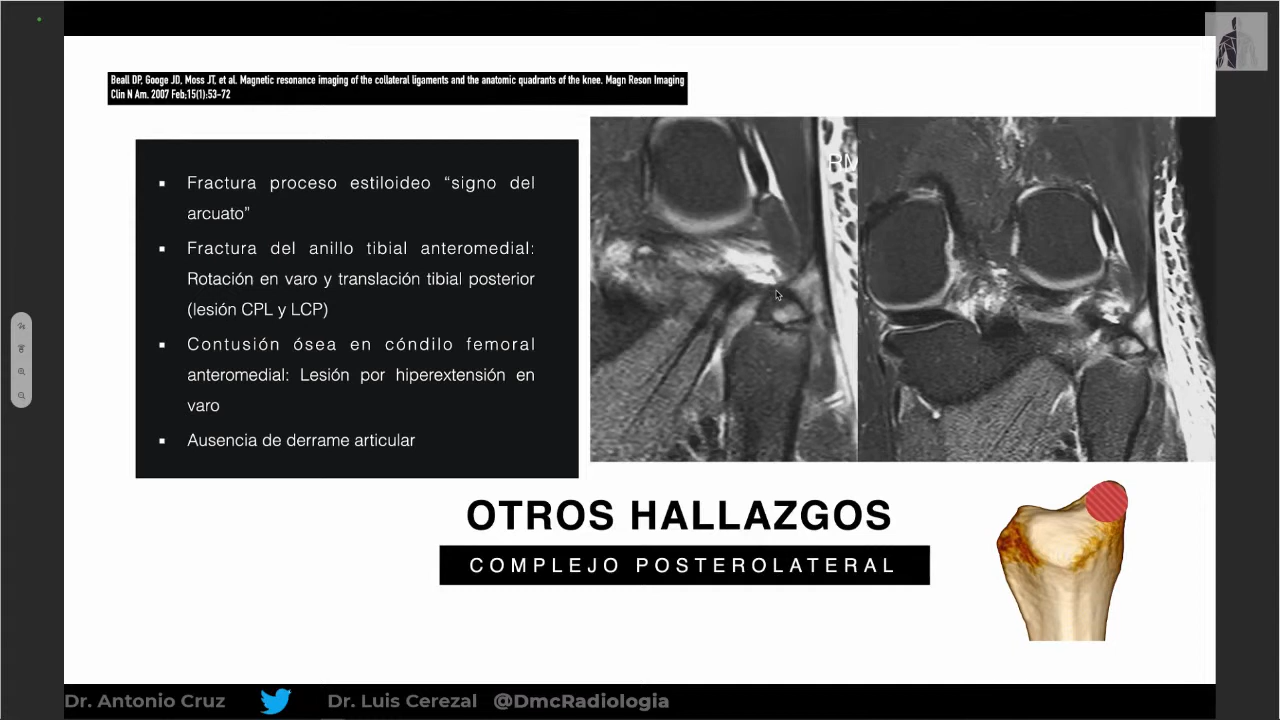 Beall DP, Googe JD, Moss JT, et al. Magnetic resonance imaging of the collateral ligaments and the anatomic quadrants of the knee. Magn Reson Imaging
Clin N Am. 2007 Feb;15(1):53-72
▪ Fractura proceso estiloideo “signo del
arcuato”
▪ Fractura del anillo tibial anteromedial:
Rotación en varo y translación tibial posterior
(lesión CPL y LCP)
▪ Contusión ósea en cóndilo femoral
anteromedial: Lesión por hiperextensión en
varo
▪ Ausencia de derrame articular
RM
OTROS HALLAZGOS
COMPLEJO POSTEROLATERAL
Dr. Antonio Cruz Dr. Luis Cerezal @DmcRadiologia